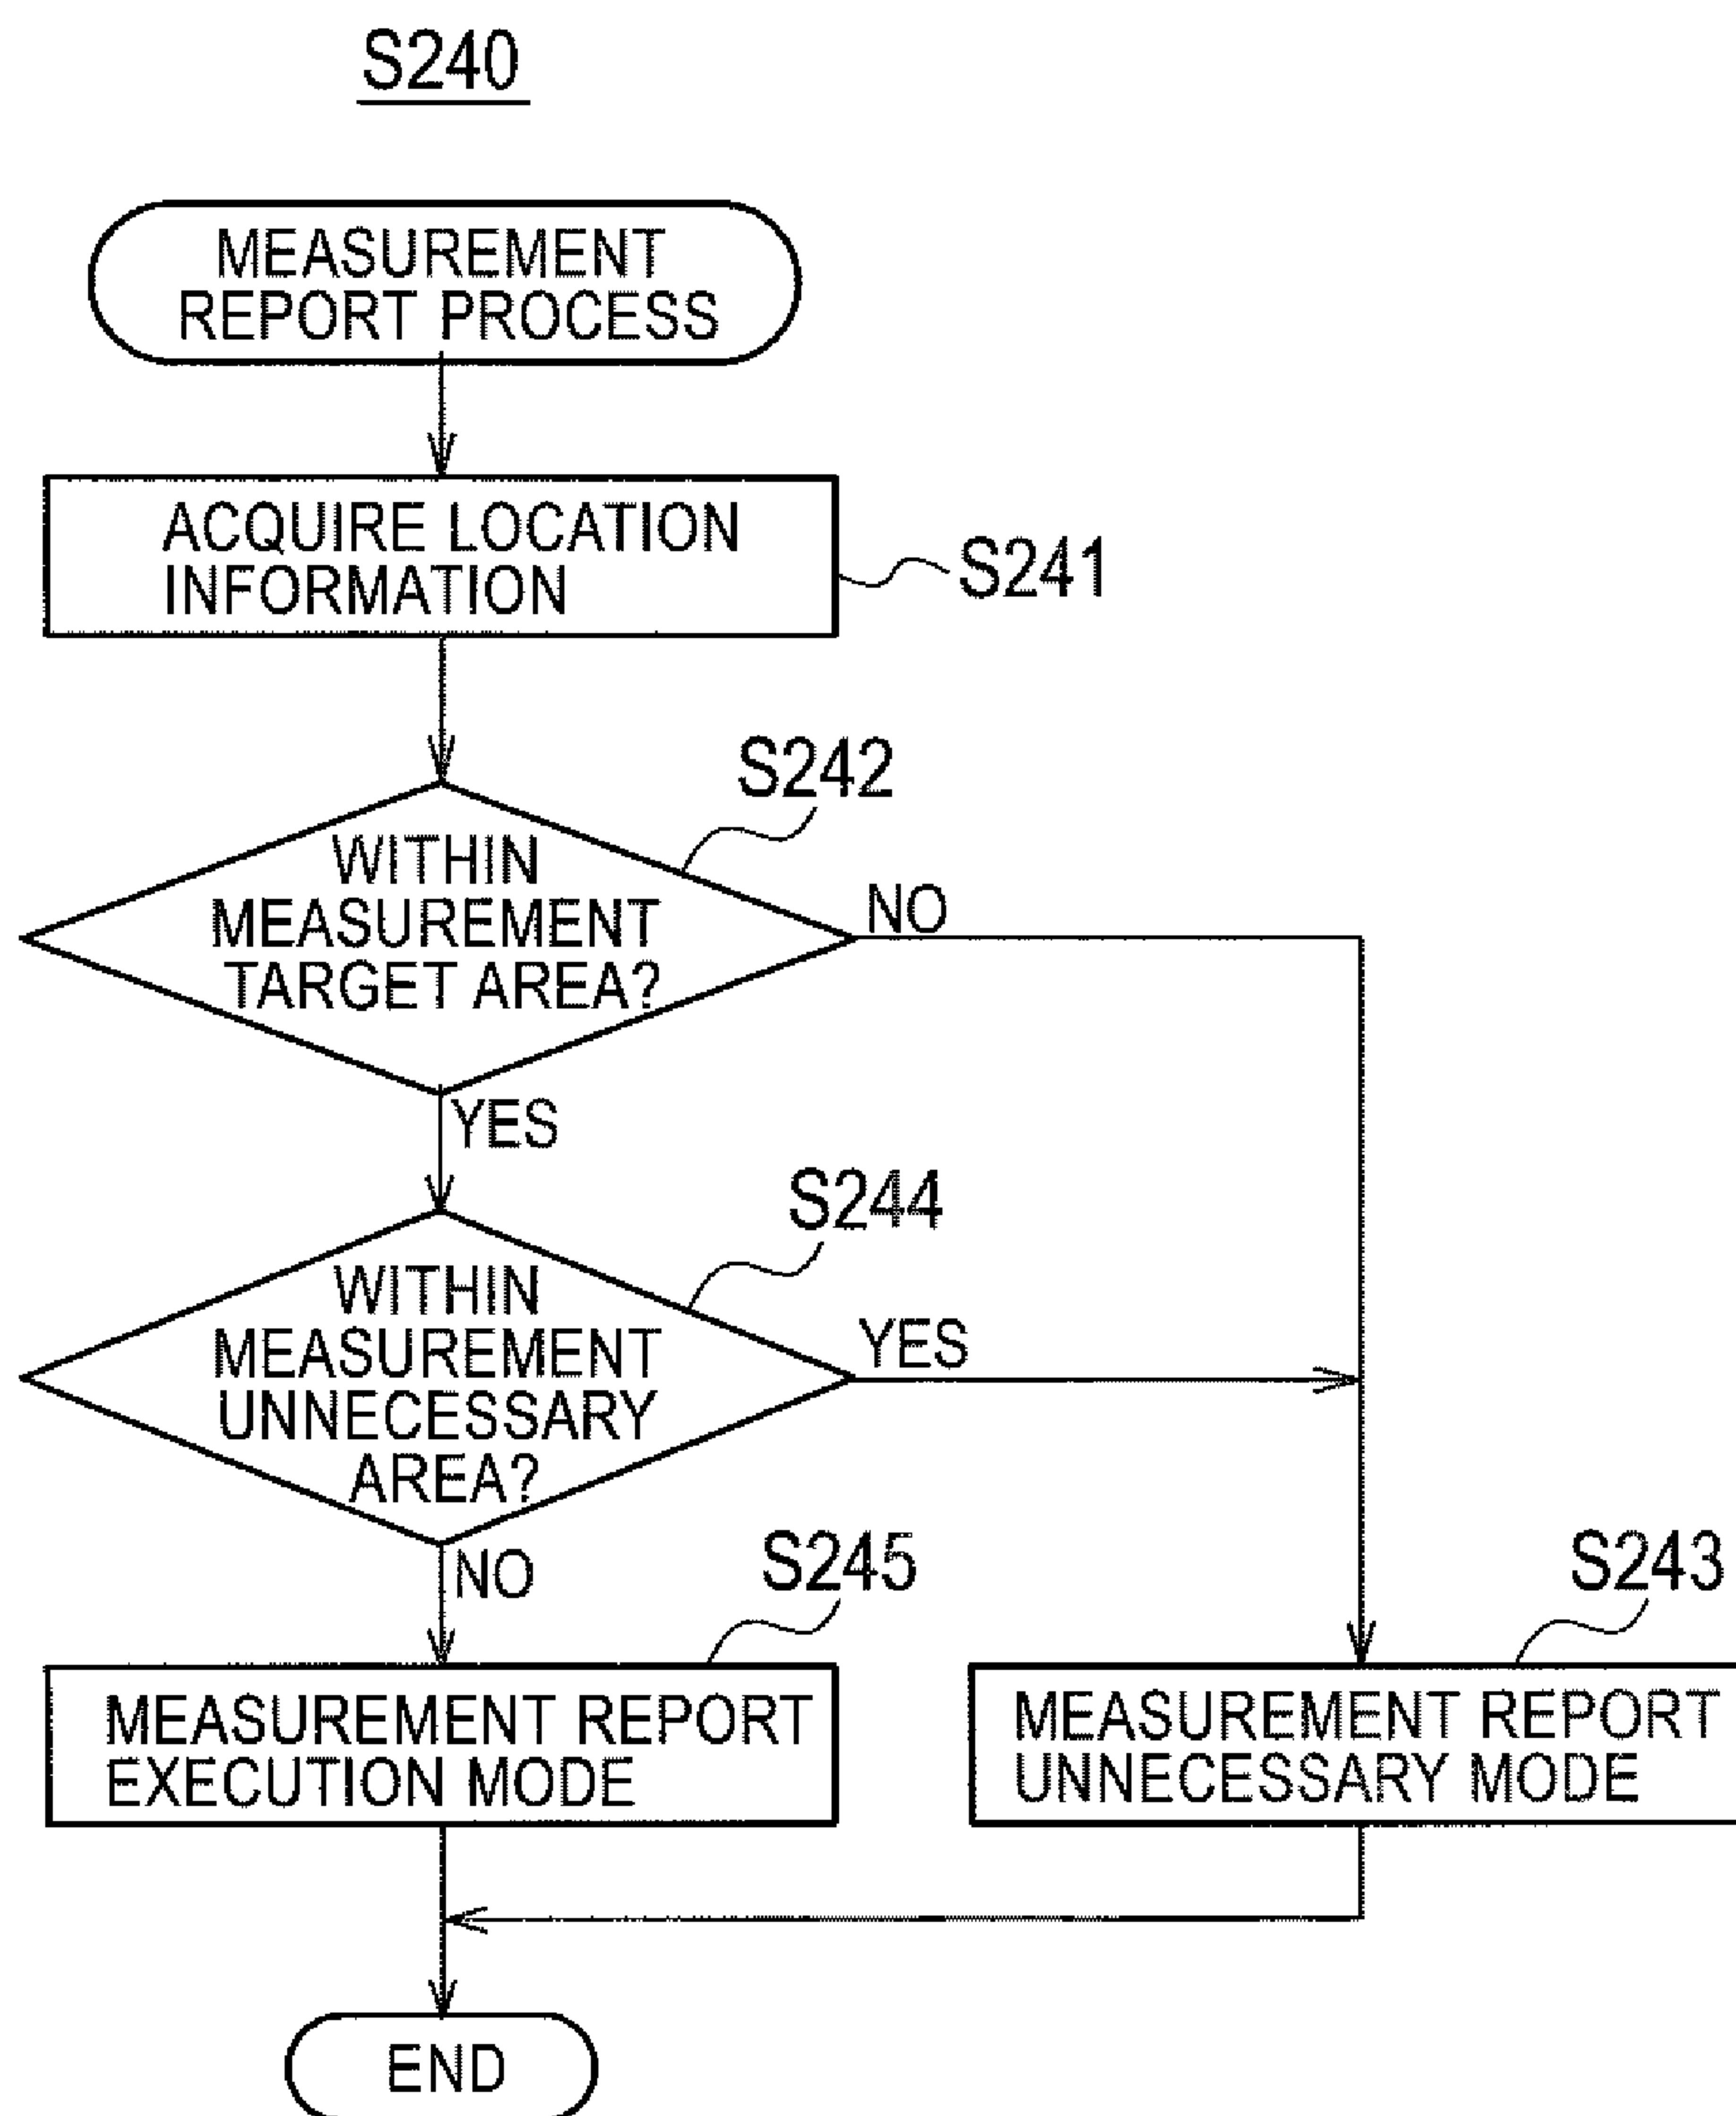 S240
MEASUREMENT
REPORT PROCESS
ACQUIRE LOCATION
INFORMATION
S241
S242
WITHIN
MEASUREMENT
TARGET AREA?
NO
YES
S244
WITHIN
MEASUREMENT
UNNECESSARY
AREA?
YES
NO
S245
S243
MEASUREMENT REPORT
EXECUTION MODE
MEASUREMENT REPORT
UNNECESSARY MODE
END